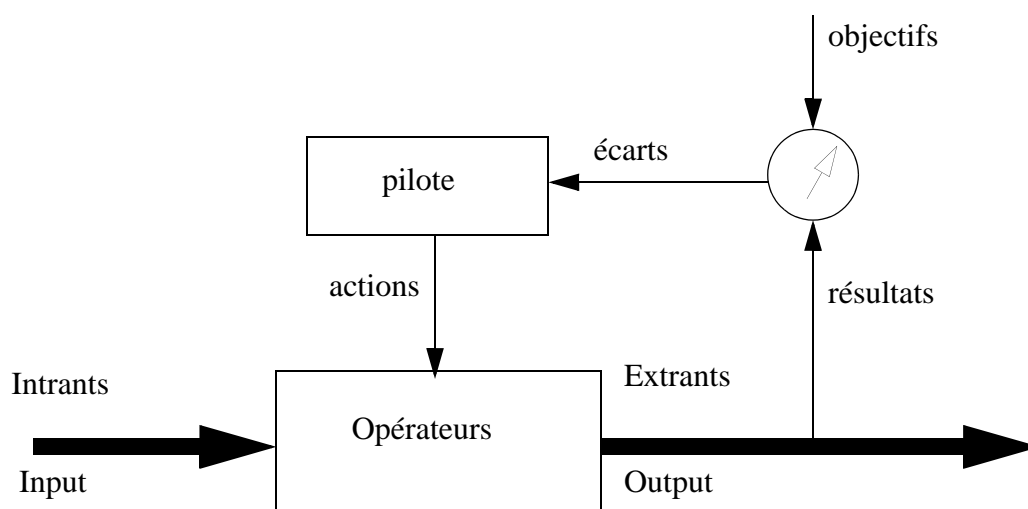 objectifs
écarts
pilote
actions
résultats
Intrants
Extrants
Opérateurs
Input
Output